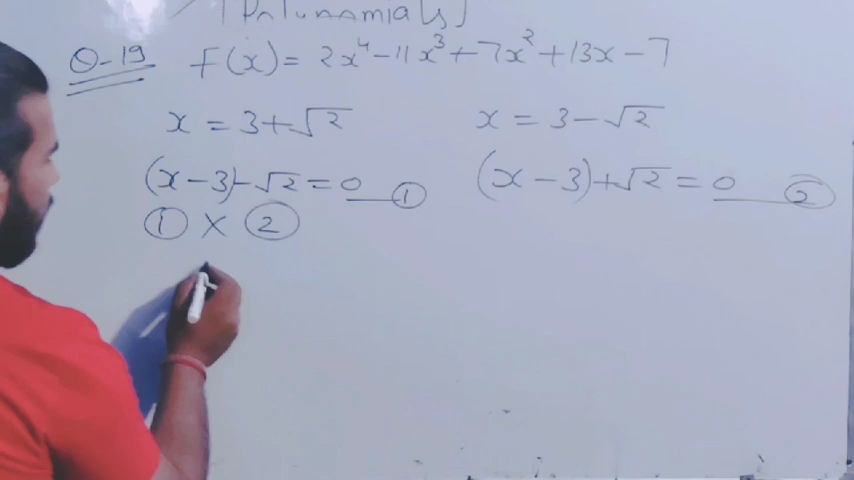 [Polynomials]
Q-19 F(x) = 2x⁴ - 11x³ + 7x² + 13x - 7
x = 3 + √2 x = 3 - √2
(x - 3) - √2 = 0 ① (x - 3) + √2 = 0 ②
① X ②